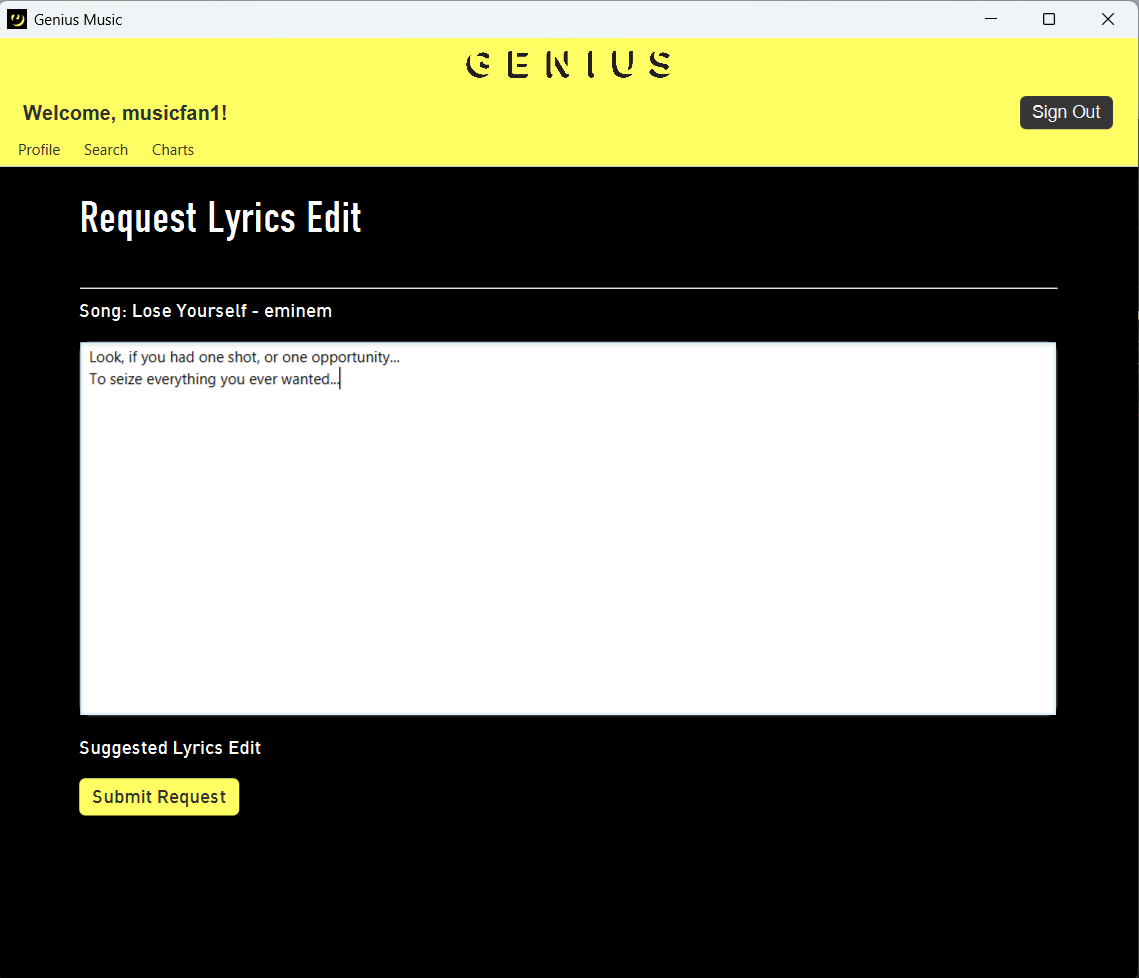 Genius Music
GENIUS
Welcome, musicfan1!
Sign Out
Profile Search Charts
Request Lyrics Edit
Song: Lose Yourself - eminem
Look, if you had one shot, or one opportunity...
To seize everything you ever wanted...
Suggested Lyrics Edit
Submit Request